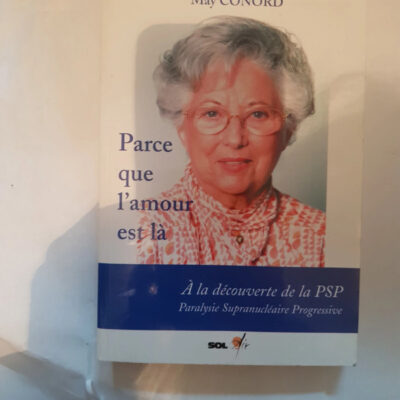 May CONORD
Parce
que
l'amour
est là
À la découverte de la PSP
Paralysie Supranucléaire Progressive
SOL